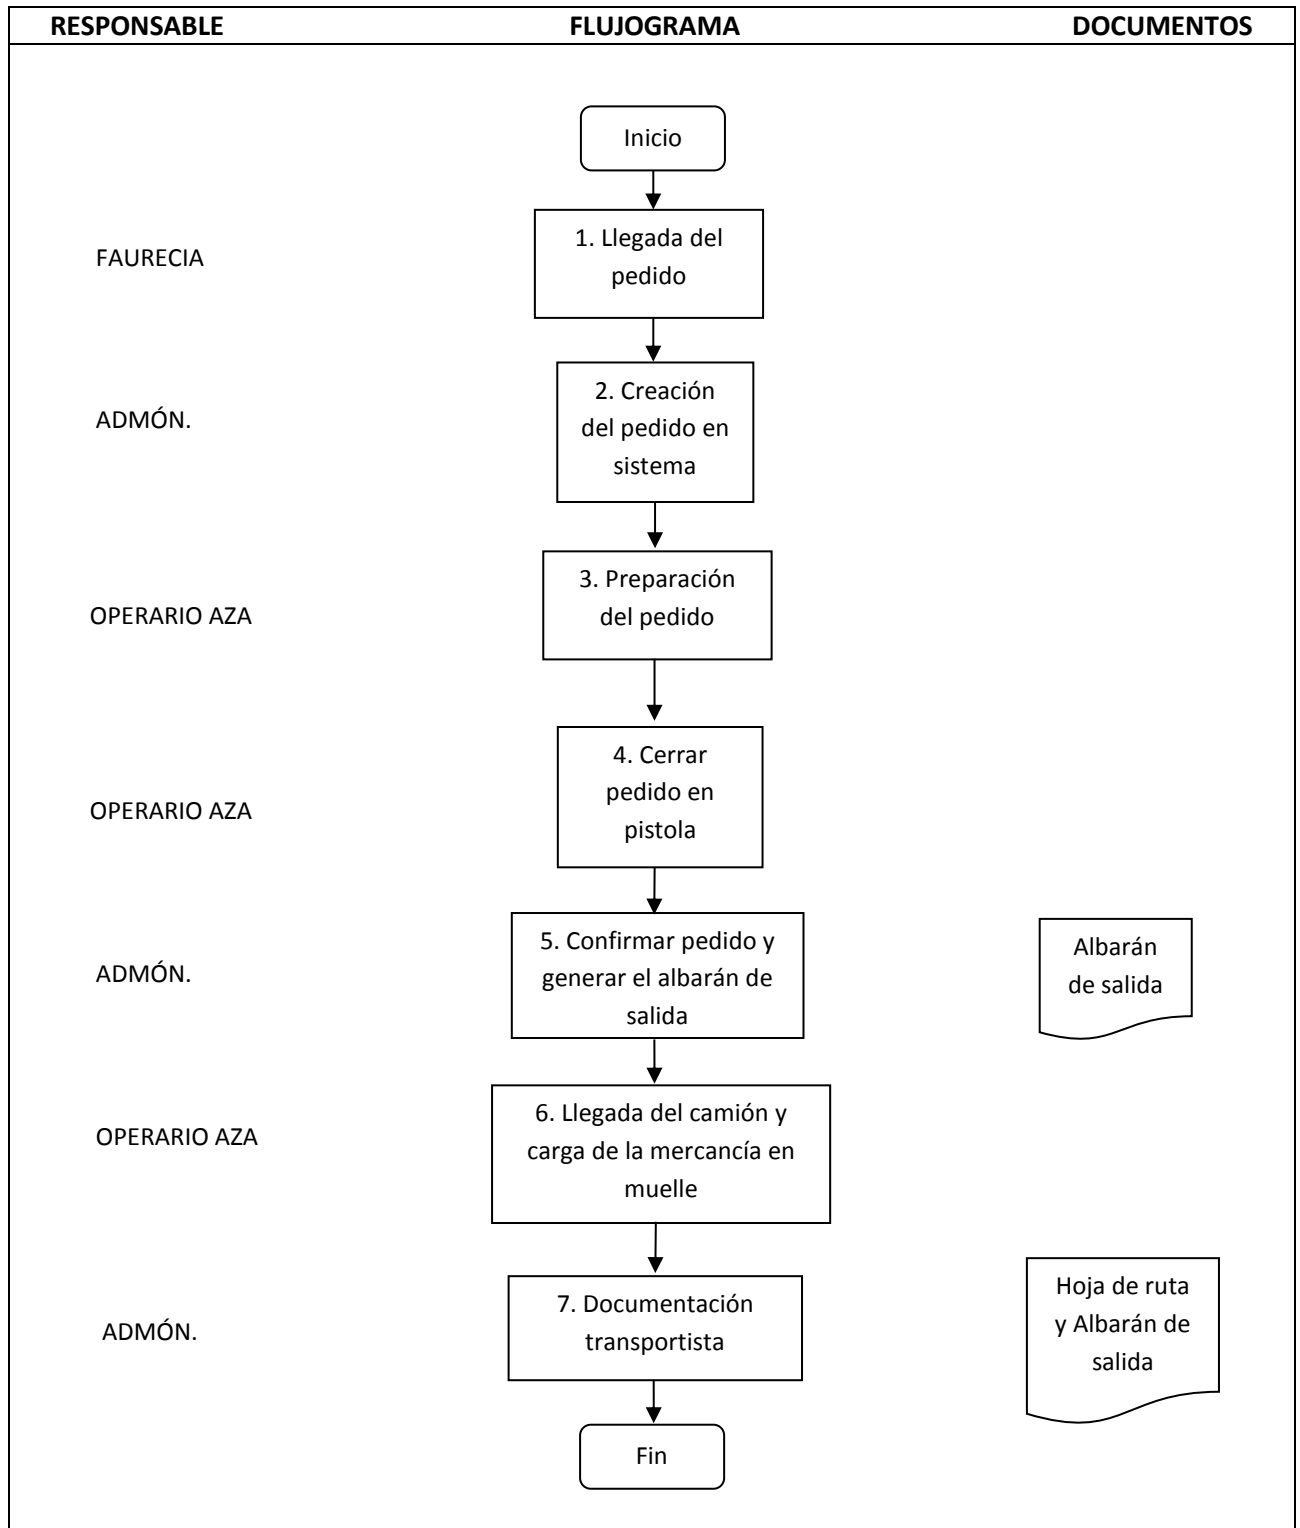 RESPONSABLE FLUJOGRAMA DOCUMENTOS
Inicio
FAURECIA
1. Llegada del
pedido
ADMÓN.
2. Creación
del pedido en
sistema
OPERARIO AZA
3. Preparación
del pedido
OPERARIO AZA
4. Cerrar
pedido en
pistola
ADMÓN.
5. Confirmar pedido y
generar el albarán de
salida
Albarán
de salida
OPERARIO AZA
6. Llegada del camión y
carga de la mercancía en
muelle
ADMÓN.
7. Documentación
transportista
Hoja de ruta
y Albarán de
salida
Fin